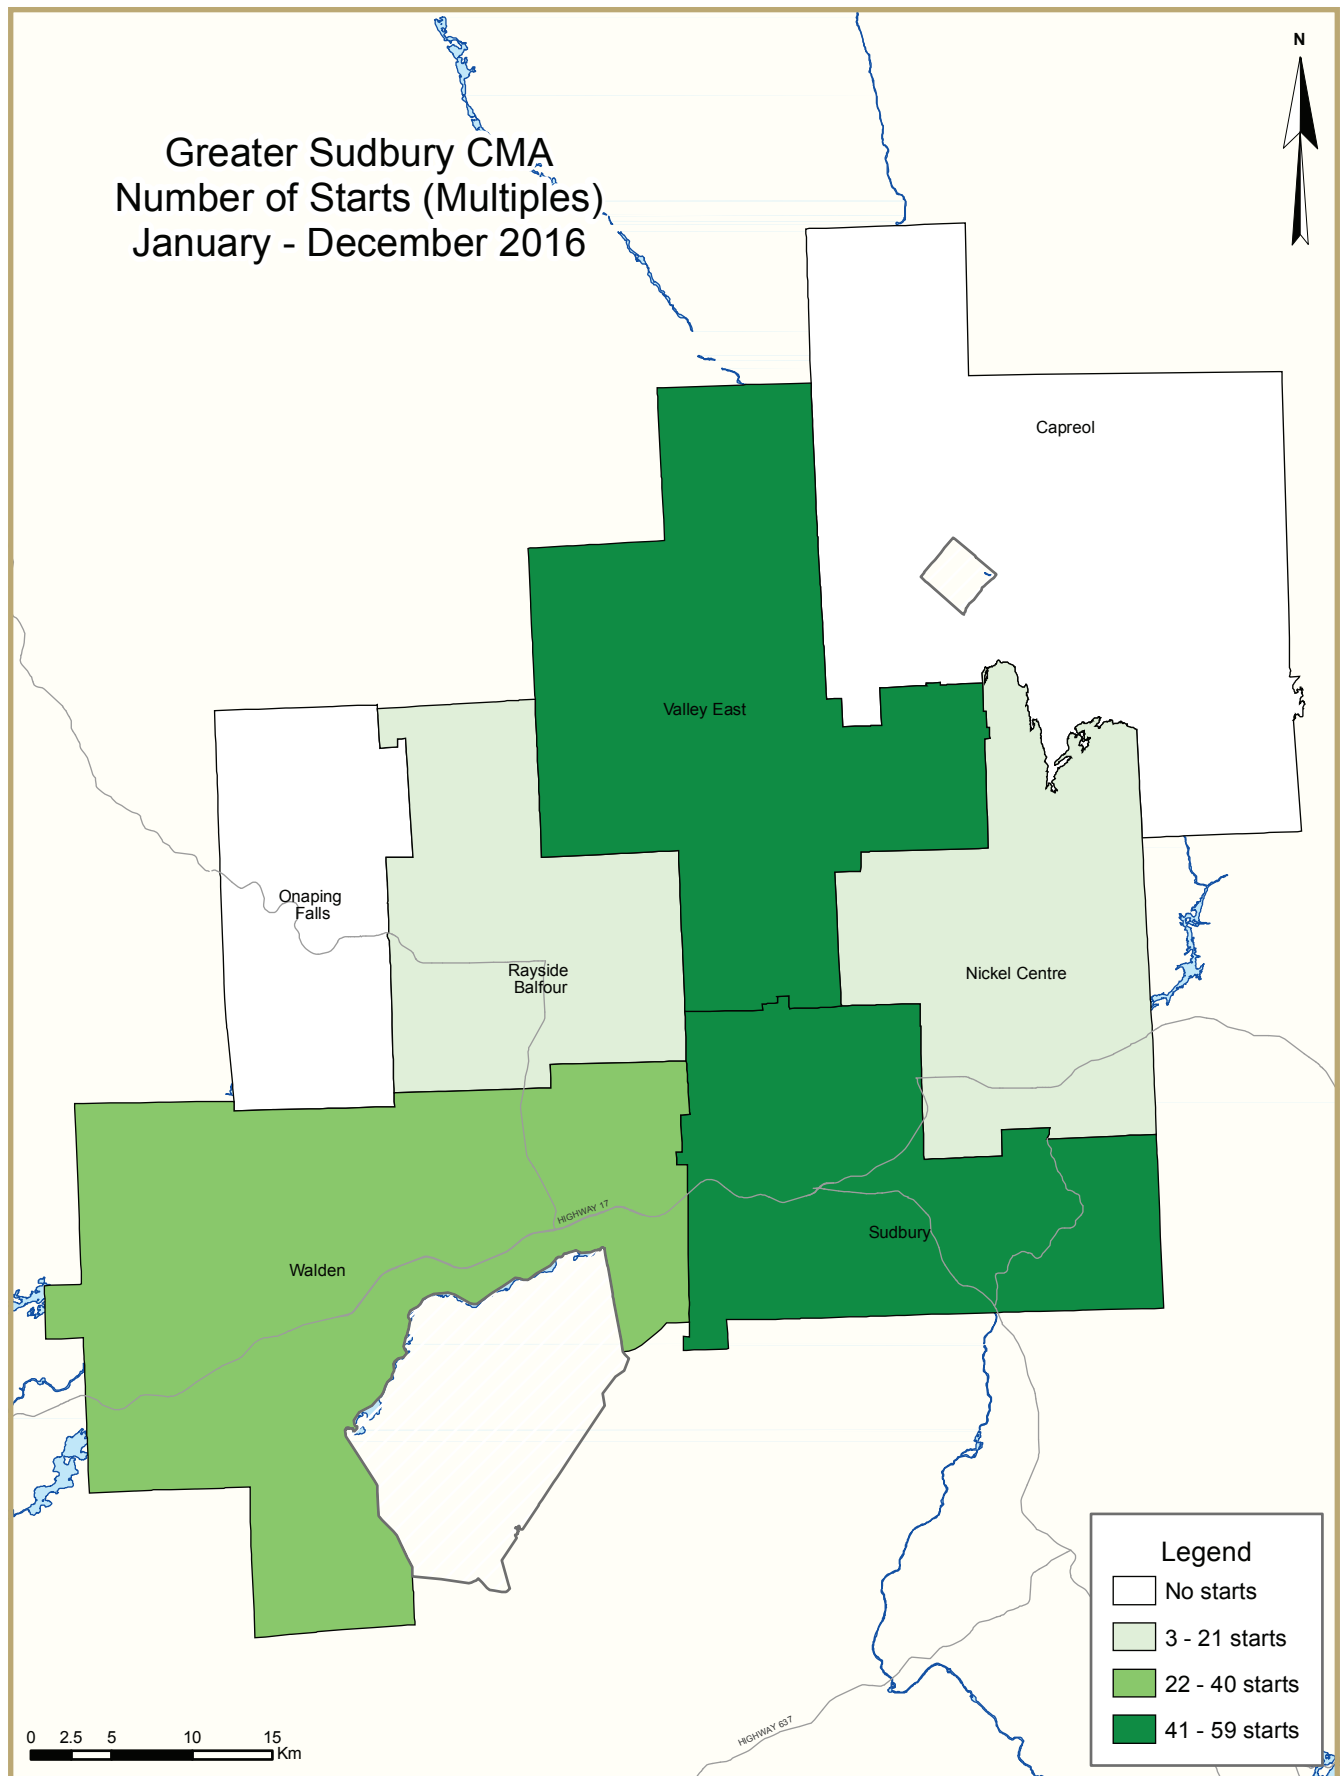 N
Greater Sudbury CMA
Number of Starts (Multiples)
January - December 2016
Capreol
Valley East
Onaping
Falls
Rayside
Balfour
Nickel Centre
HIGHWAY 17
Sudbury
Walden
Legend
No starts
3 - 21 starts
22 - 40 starts
41 - 59 starts
HIGHWAY 637
0 2.5 5 10 15
Km